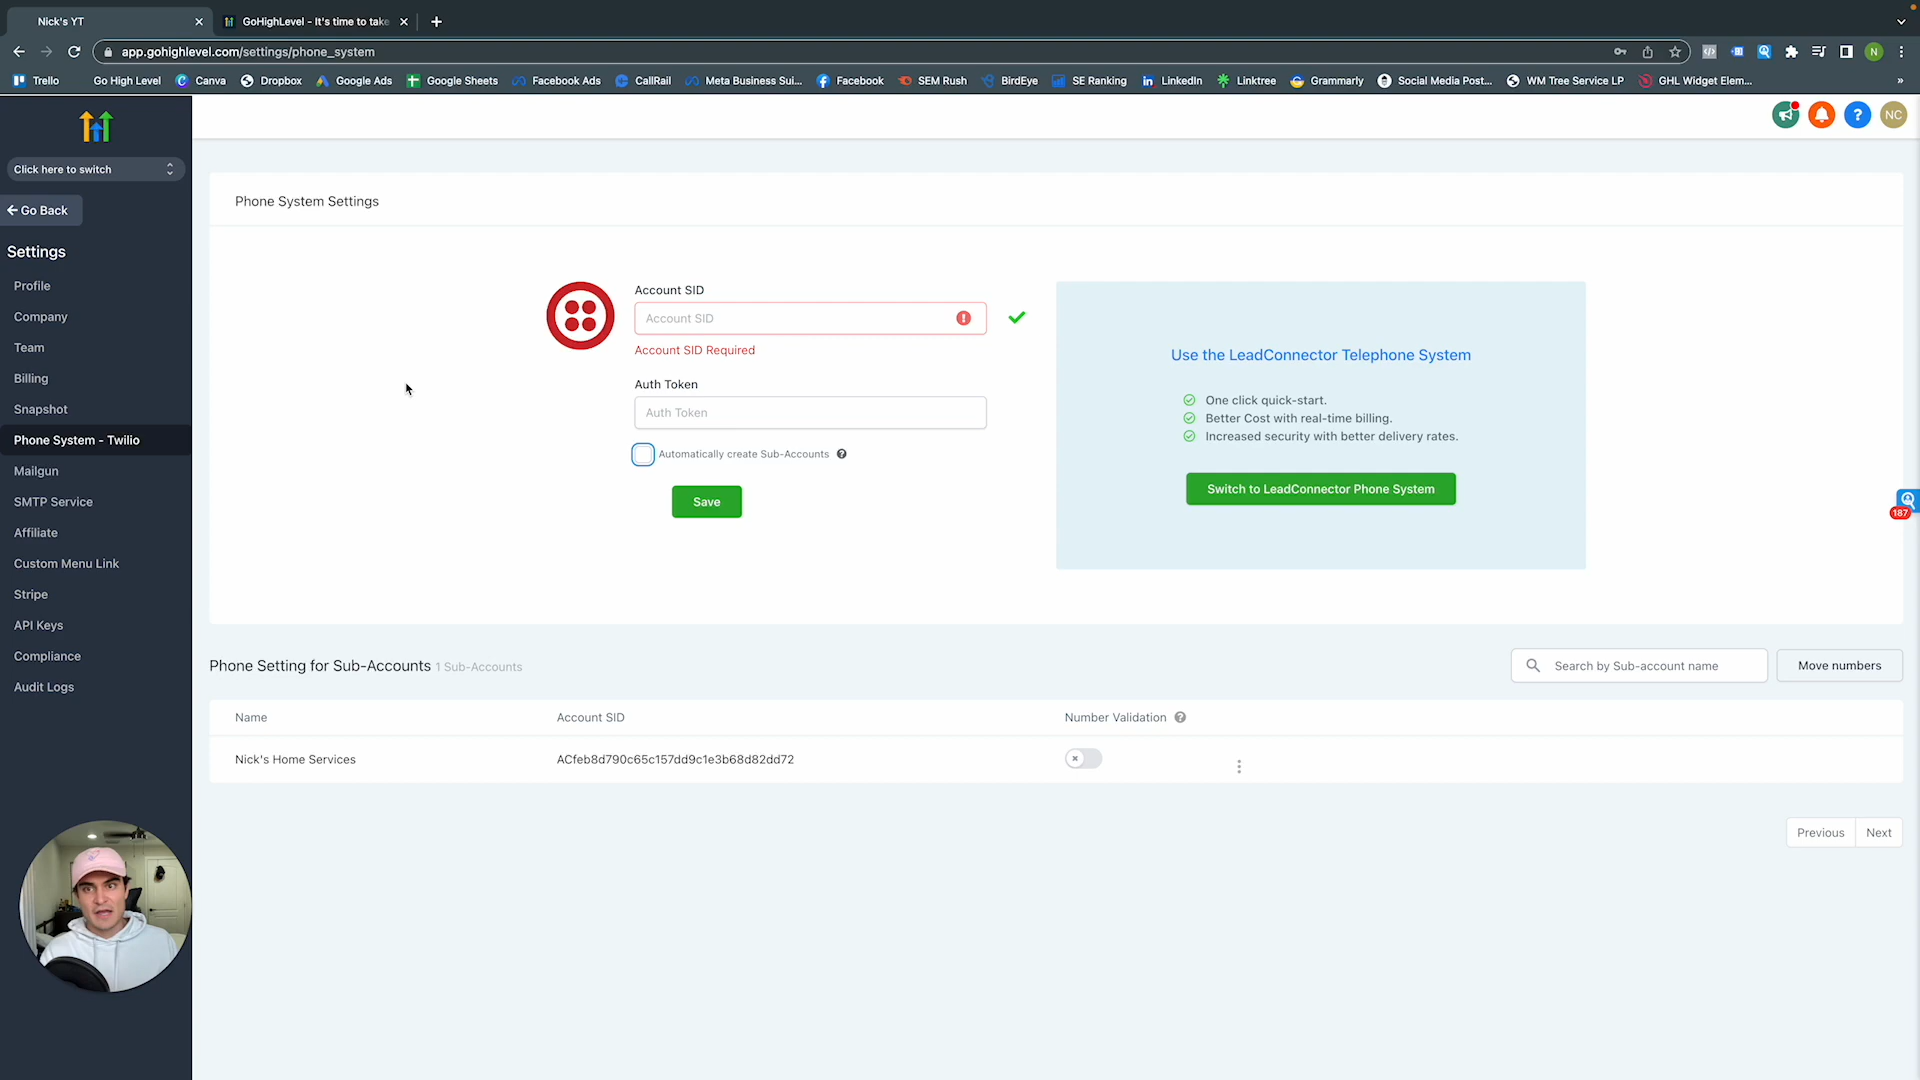 Nick's YT
GoHighLevel - It's time to take
app.gohighlevel.com/settings/phone_system
Trello
Go High Level
Canva
Dropbox
Google Ads
Google Sheets
Facebook Ads
CallRail
Meta Business Sui...
Facebook
SEM Rush
BirdEye
SE Ranking
LinkedIn
Linktree
Grammarly
Social Media Post...
WM Tree Service LP
GHL Widget Elem...
N
NC
Click here to switch
Go Back
Settings
Profile
Company
Team
Billing
Snapshot
Phone System - Twilio
Mailgun
SMTP Service
Affiliate
Custom Menu Link
Stripe
API Keys
Compliance
Audit Logs
Phone System Settings
Account SID
Account SID
Account SID Required
Auth Token
Auth Token
Automatically create Sub-Accounts
Save
Use the LeadConnector Telephone System
One click quick-start.
Better Cost with real-time billing.
Increased security with better delivery rates.
Switch to LeadConnector Phone System
187
Phone Setting for Sub-Accounts 1 Sub-Accounts
Search by Sub-account name
Move numbers
Name
Account SID
Number Validation
Nick's Home Services
ACfeb8d790c65c157dd9c1e3b68d82dd72
Previous
Next